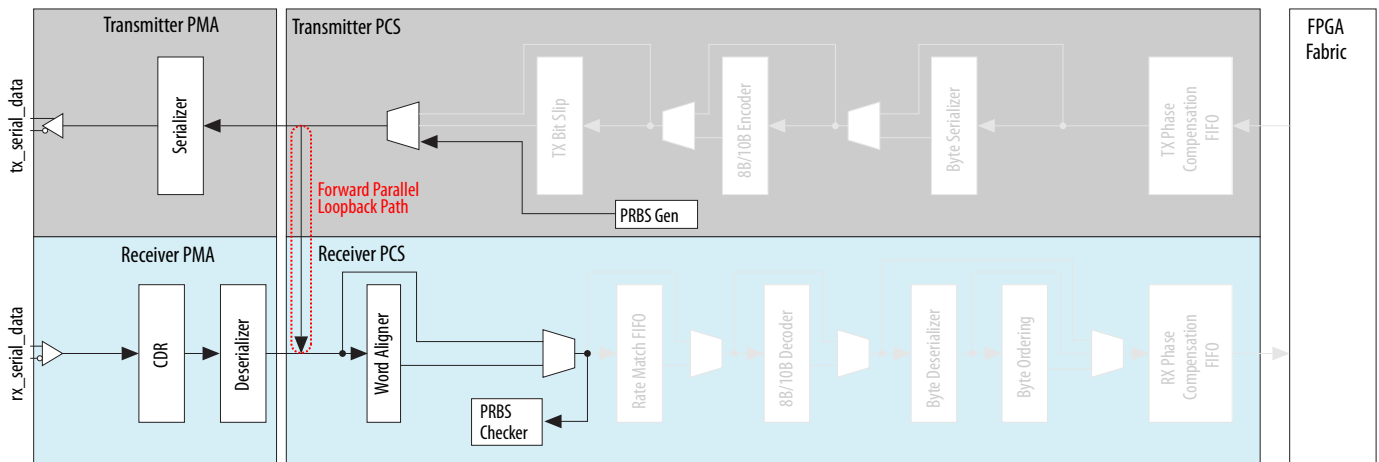 Transmitter PMA
Transmitter PCS
FPGA
Fabric
tx_serial_data
Serializer
TX Bit Slip
8B/10B Encoder
Byte Serializer
TX Phase
Compensation
FIFO
Forward Parallel
Loopback Path
PRBS Gen
Receiver PMA
Receiver PCS
rx_serial_data
CDR
Deserializer
Word Aligner
Rate Match FIFO
8B/10B Decoder
Byte Deserializer
Byte Ordering
RX Phase
Compensation
FIFO
PRBS
Checker